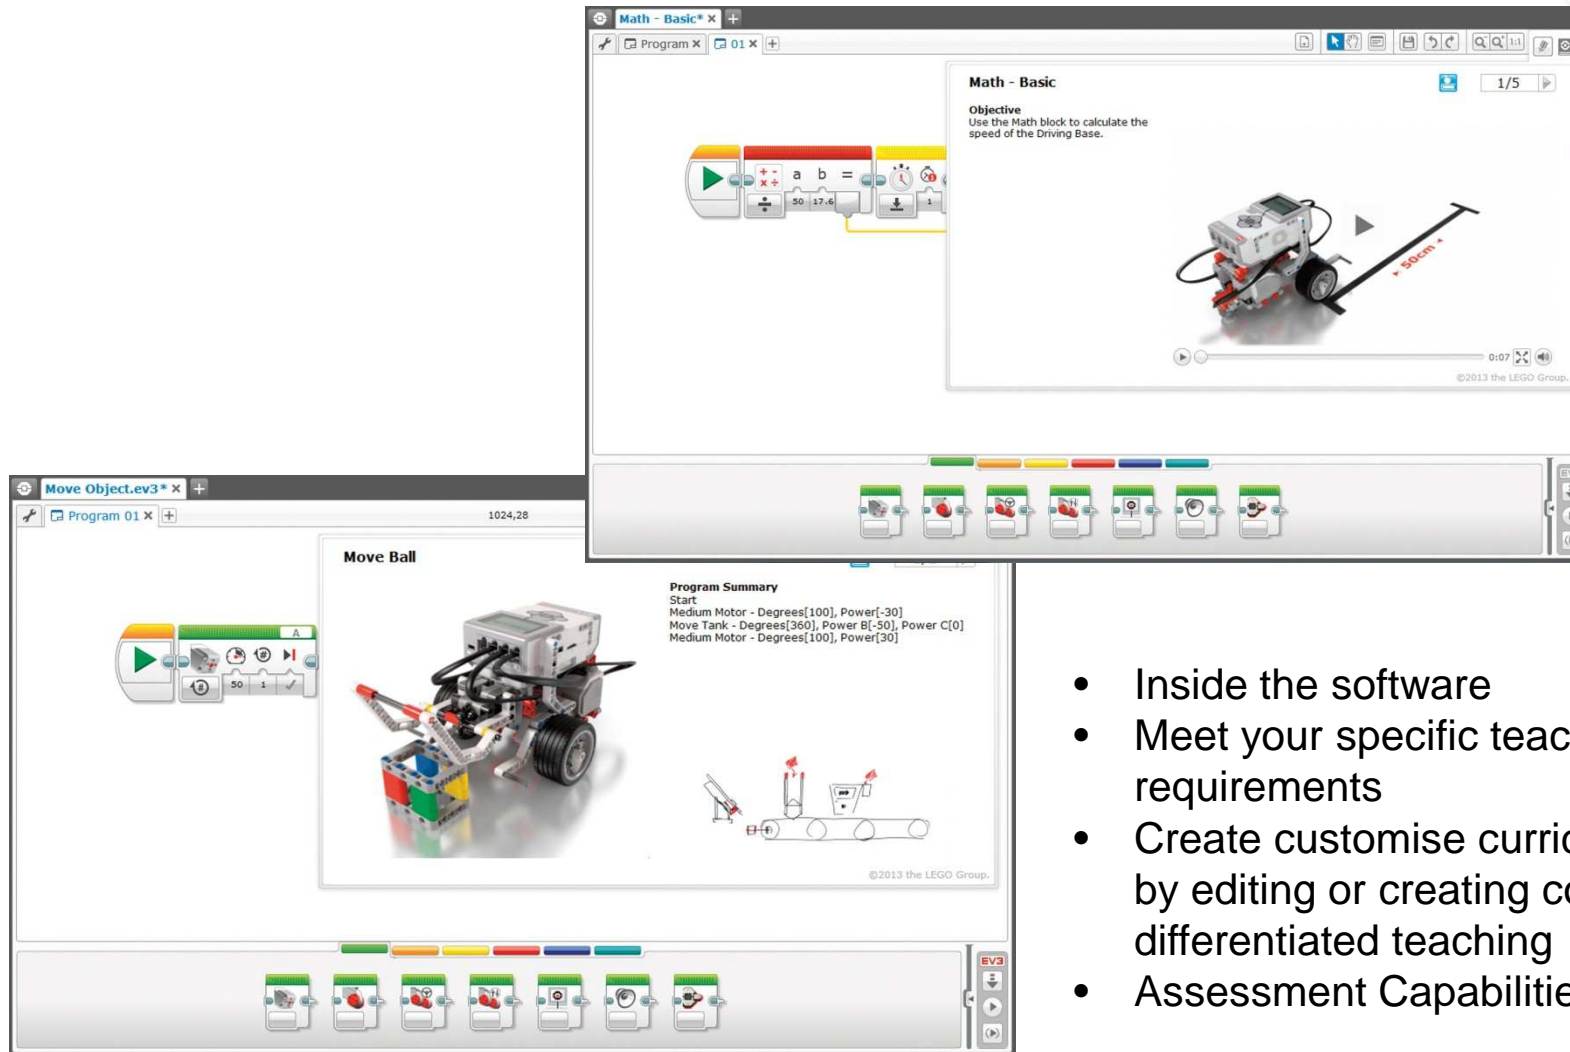 Math - Basic*
Program
01
Math - Basic
1/5
Objective
Use the Math block to calculate the
speed of the Driving Base.
a b =
50 17.6
1
50cm
0:07
©2013 the LEGO Group.
Move Object.ev3*
Program 01
1024,28
Move Ball
Program Summary
Start
Medium Motor - Degrees[100], Power[-30]
Move Tank - Degrees[360], Power B[-50], Power C[0]
Medium Motor - Degrees[100], Power[30]
A
#
# 50 1
©2013 the LEGO Group.
EV3
• Inside the software
• Meet your specific
requirements
• Create customise
by editing or creating
differentiated teaching
• Assessment